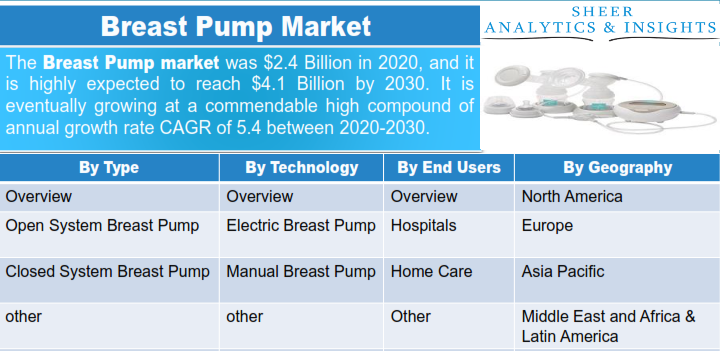 Breast Pump Market
SHEER
ANALYTICS & INSIGHTS
The Breast Pump market was $2.4 Billion in 2020, and it
is highly expected to reach $4.1 Billion by 2030. It is
eventually growing at a commendable high compound of
annual growth rate CAGR of 5.4 between 2020-2030.
By Type By Technology By End Users By Geography
Overview Overview Overview North America
Open System Breast Pump Electric Breast Pump Hospitals Europe
Closed System Breast Pump Manual Breast Pump Home Care Asia Pacific
other other Other Middle East and Africa &
Latin America